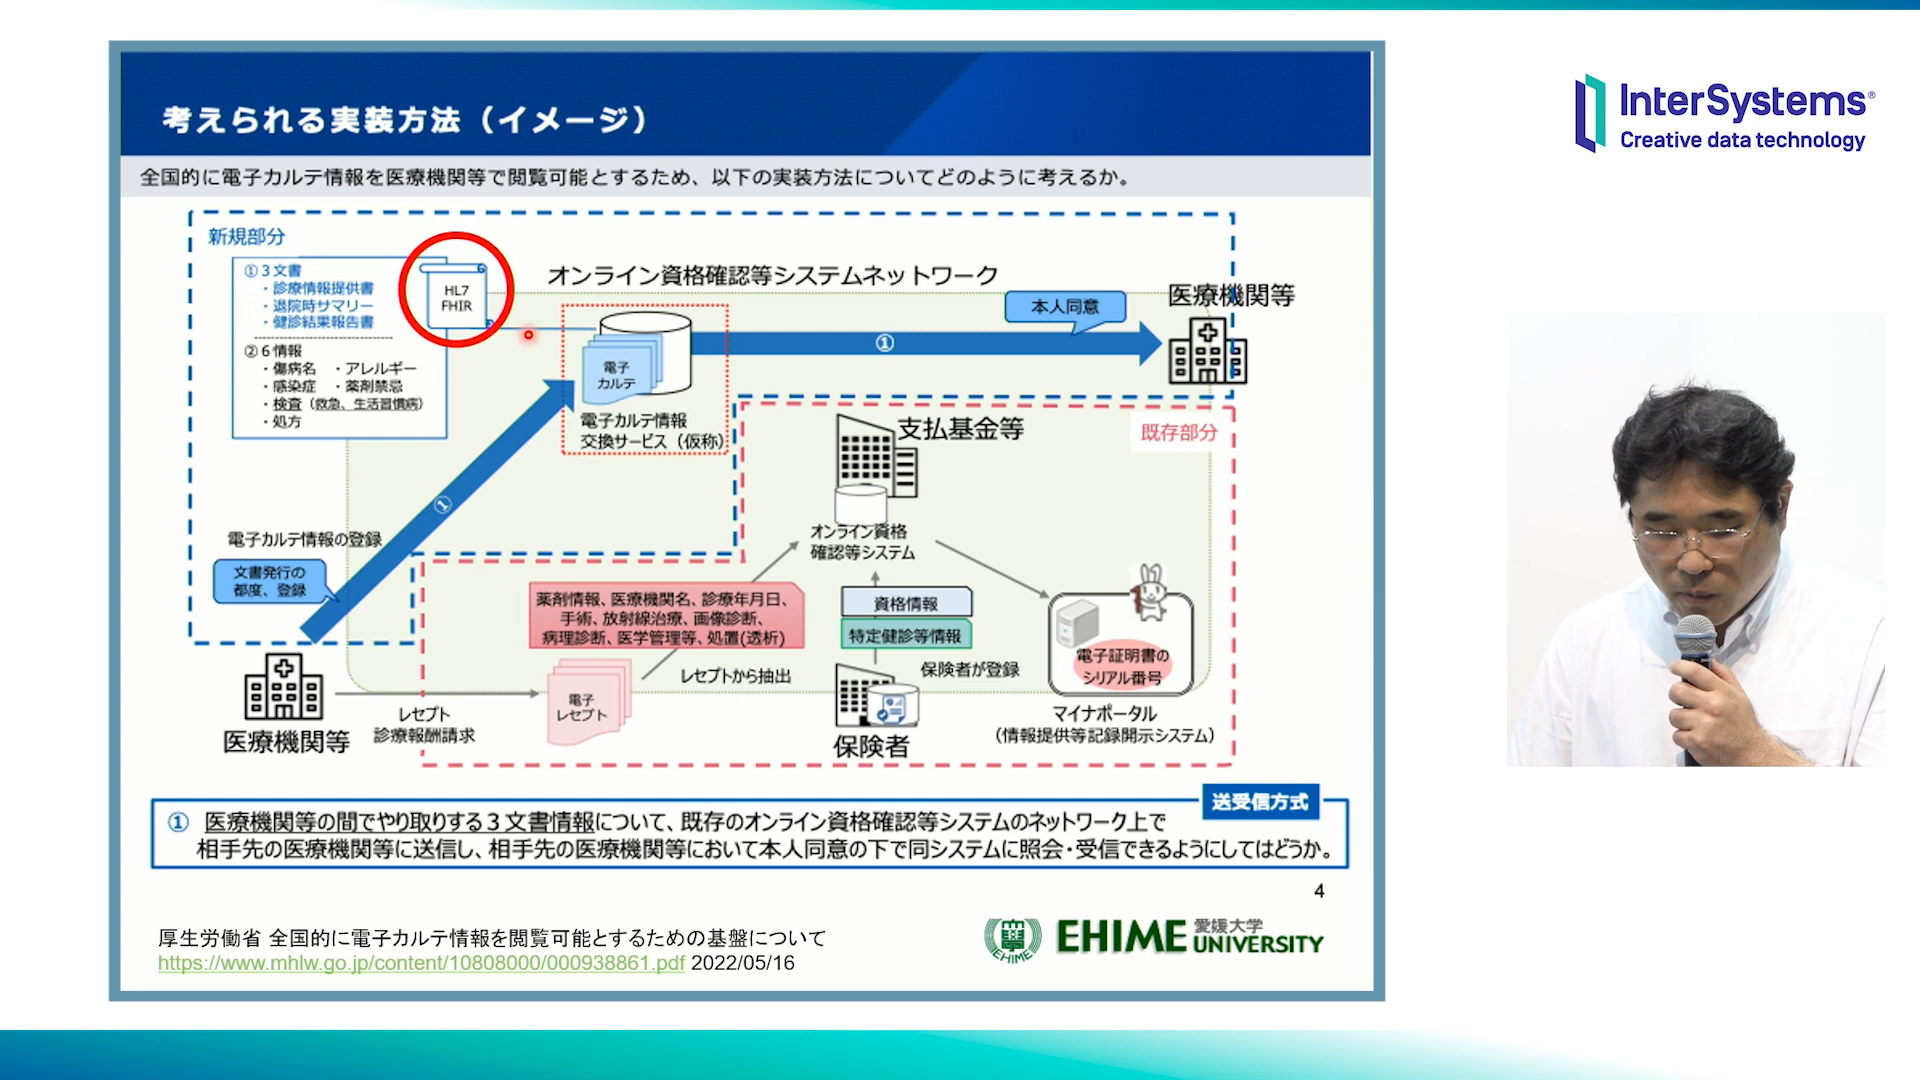 考えられる実装方法（イメージ）
全国的に電子カルテ情報を医療機関等で閲覧可能とするため、以下の実装方法についてどのように考えるか。
新規部分
①３文書
・診療情報提供書
・退院時サマリー
・健診結果報告書
②６情報
・傷病名 ・アレルギー
・感染症 ・薬剤禁忌
・検査（救急、生活習慣病）
・処方
HL7
FHIR
オンライン資格確認等システムネットワーク
本人同意
医療機関等
①
電子
カルテ
電子カルテ情報
交換サービス（仮称）
支払基金等
既存部分
①
電子カルテ情報の登録
文書発行の
都度、登録
オンライン資格
確認等システム
薬剤情報、医療機関名、診療年月日、
手術、放射線治療、画像診断、
病理診断、医学管理等、処置(透析)
資格情報
特定健診等情報
電子証明書の
シリアル番号
レセプトから抽出
保険者が登録
電子
レセプト
レセプト
診療報酬請求
医療機関等
保険者
マイナポータル
（情報提供等記録開示システム）
送受信方式
① 医療機関等の間でやり取りする３文書情報について、既存のオンライン資格確認等システムのネットワーク上で
相手先の医療機関等に送信し、相手先の医療機関等において本人同意の下で同システムに照会・受信できるようにしてはどうか。
4
厚生労働省 全国的に電子カルテ情報を閲覧可能とするための基盤について
https://www.mhlw.go.jp/content/10808000/000938861.pdf 2022/05/16
EHIME
EHIME 愛媛大学
UNIVERSITY
InterSystems®
Creative data technology